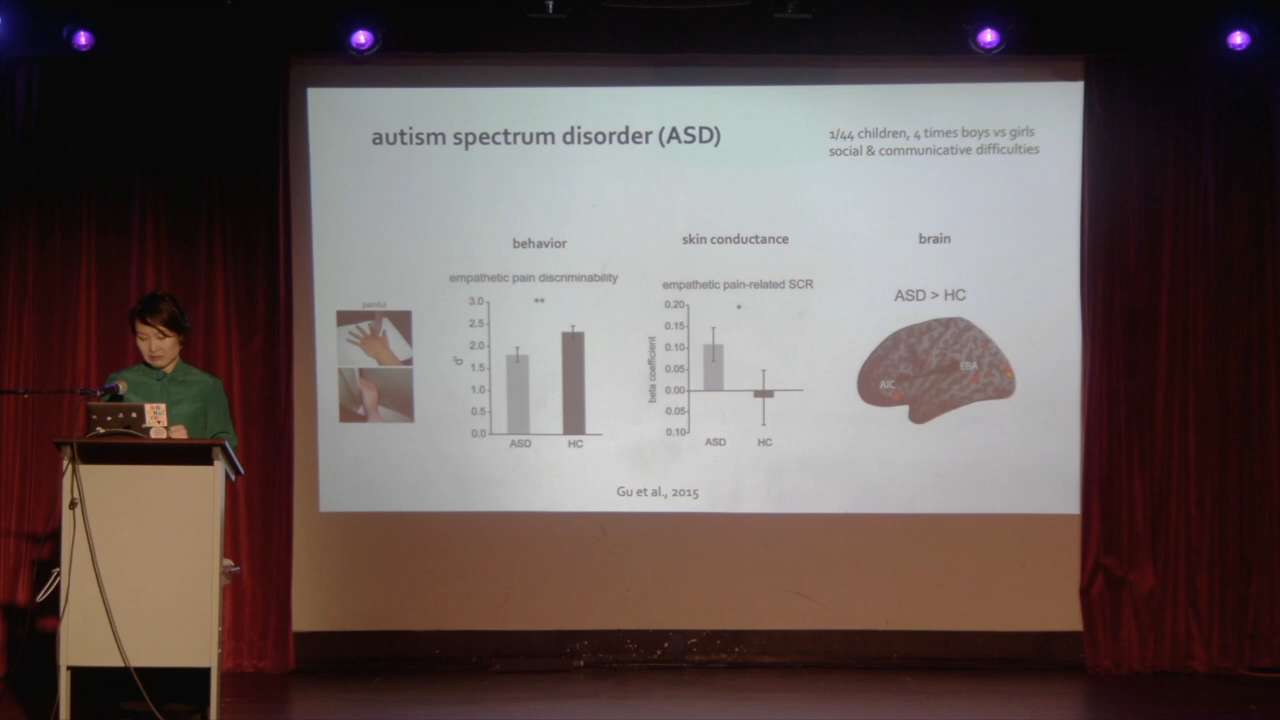 autism spectrum disorder (ASD)
1/44 children, 4 times boys vs girls
social & communicative difficulties
behavior
skin conductance
brain
painful
empathetic pain discriminability
3.0
**
2.5
2.0
d'
1.5
1.0
0.5
0.0
ASD
HC
empathetic pain-related SCR
0.20
*
0.15
0.10
0.05
beta coefficient
0.00
-0.05
0.10
ASD
HC
ASD > HC
AIC
EBA
Gu et al., 2015